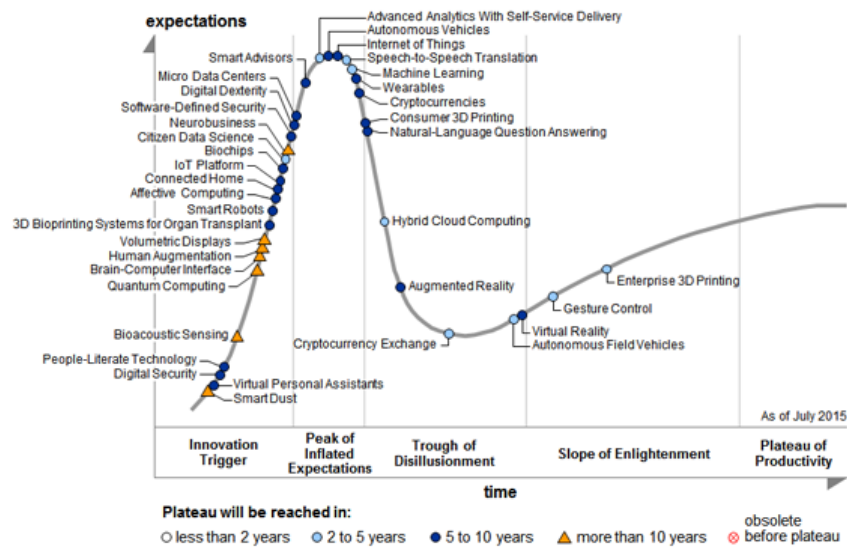 expectations
Advanced Analytics With Self-Service Delivery
Autonomous Vehicles
Internet of Things
Speech-to-Speech Translation
Machine Learning
Wearables
Cryptocurrencies
Consumer 3D Printing
Natural-Language Question Answering
Smart Advisors
Micro Data Centers
Digital Dexterity
Software-Defined Security
Neurobusiness
Citizen Data Science
Biochips
IoT Platform
Connected Home
Affective Computing
Smart Robots
3D Bioprinting Systems for Organ Transplant
Volumetric Displays
Human Augmentation
Brain-Computer Interface
Quantum Computing
Bioacoustic Sensing
People-Literate Technology
Digital Security
Virtual Personal Assistants
Smart Dust
Hybrid Cloud Computing
Augmented Reality
Cryptocurrency Exchange
Enterprise 3D Printing
Gesture Control
Virtual Reality
Autonomous Field Vehicles
As of July 2015
Innovation
Trigger
Peak of
Inflated
Expectations
Trough of
Disillusionment
Slope of Enlightenment
Plateau of
Productivity
time
Plateau will be reached in:
less than 2 years
2 to 5 years
5 to 10 years
more than 10 years
obsolete
before plateau